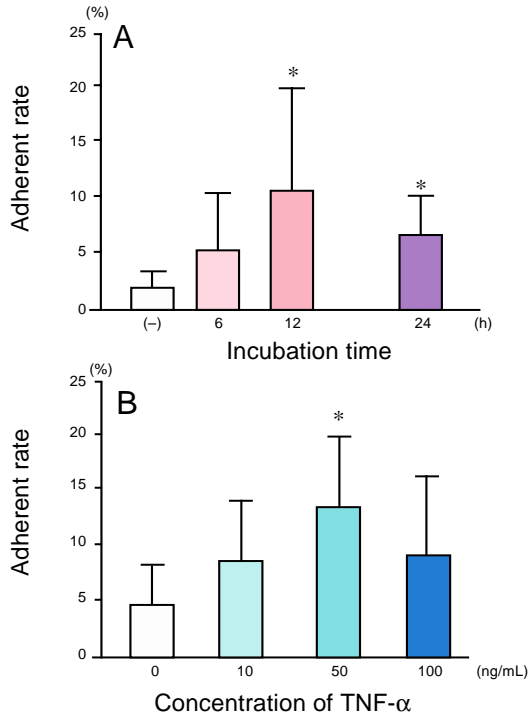 (%)
A
25
20
15
10
5
0
Adherent rate
*
*
(–) 6 12 24 (h)
Incubation time
(%)
B
25
20
15
10
5
0
Adherent rate
*
0 10 50 100 (ng/mL)
Concentration of TNF-α